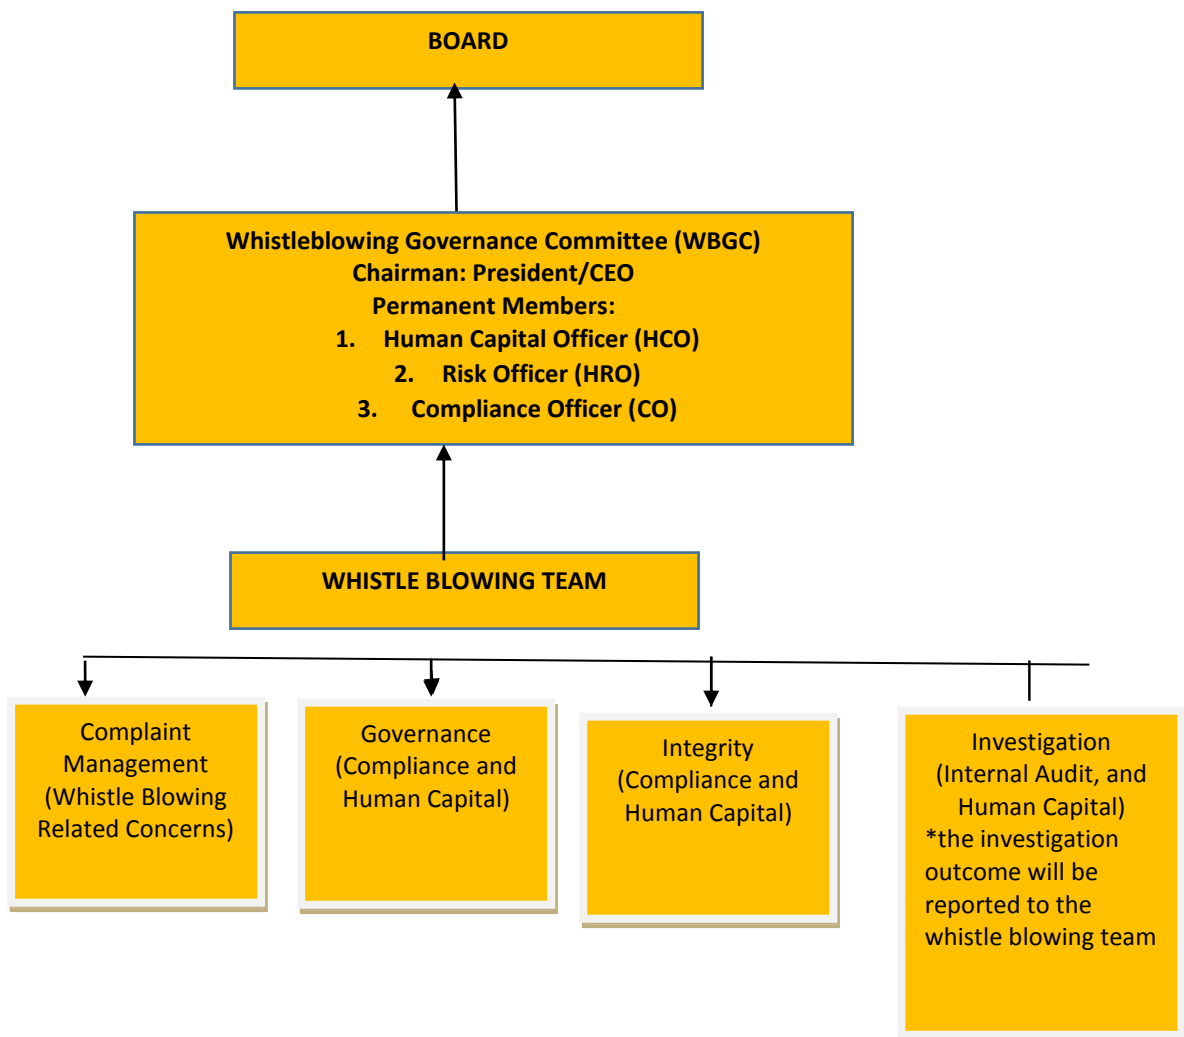 BOARD
Whistleblowing Governance Committee (WBGC)
Chairman: President/CEO
Permanent Members:
1. Human Capital Officer (HCO)
2. Risk Officer (HRO)
3. Compliance Officer (CO)
WHISTLE BLOWING TEAM
Complaint
Management
(Whistle Blowing
Related Concerns)
Governance
(Compliance and
Human Capital)
Integrity
(Compliance and
Human Capital)
Investigation
(Internal Audit, and
Human Capital)
*the investigation
outcome will be
reported to the
whistle blowing team